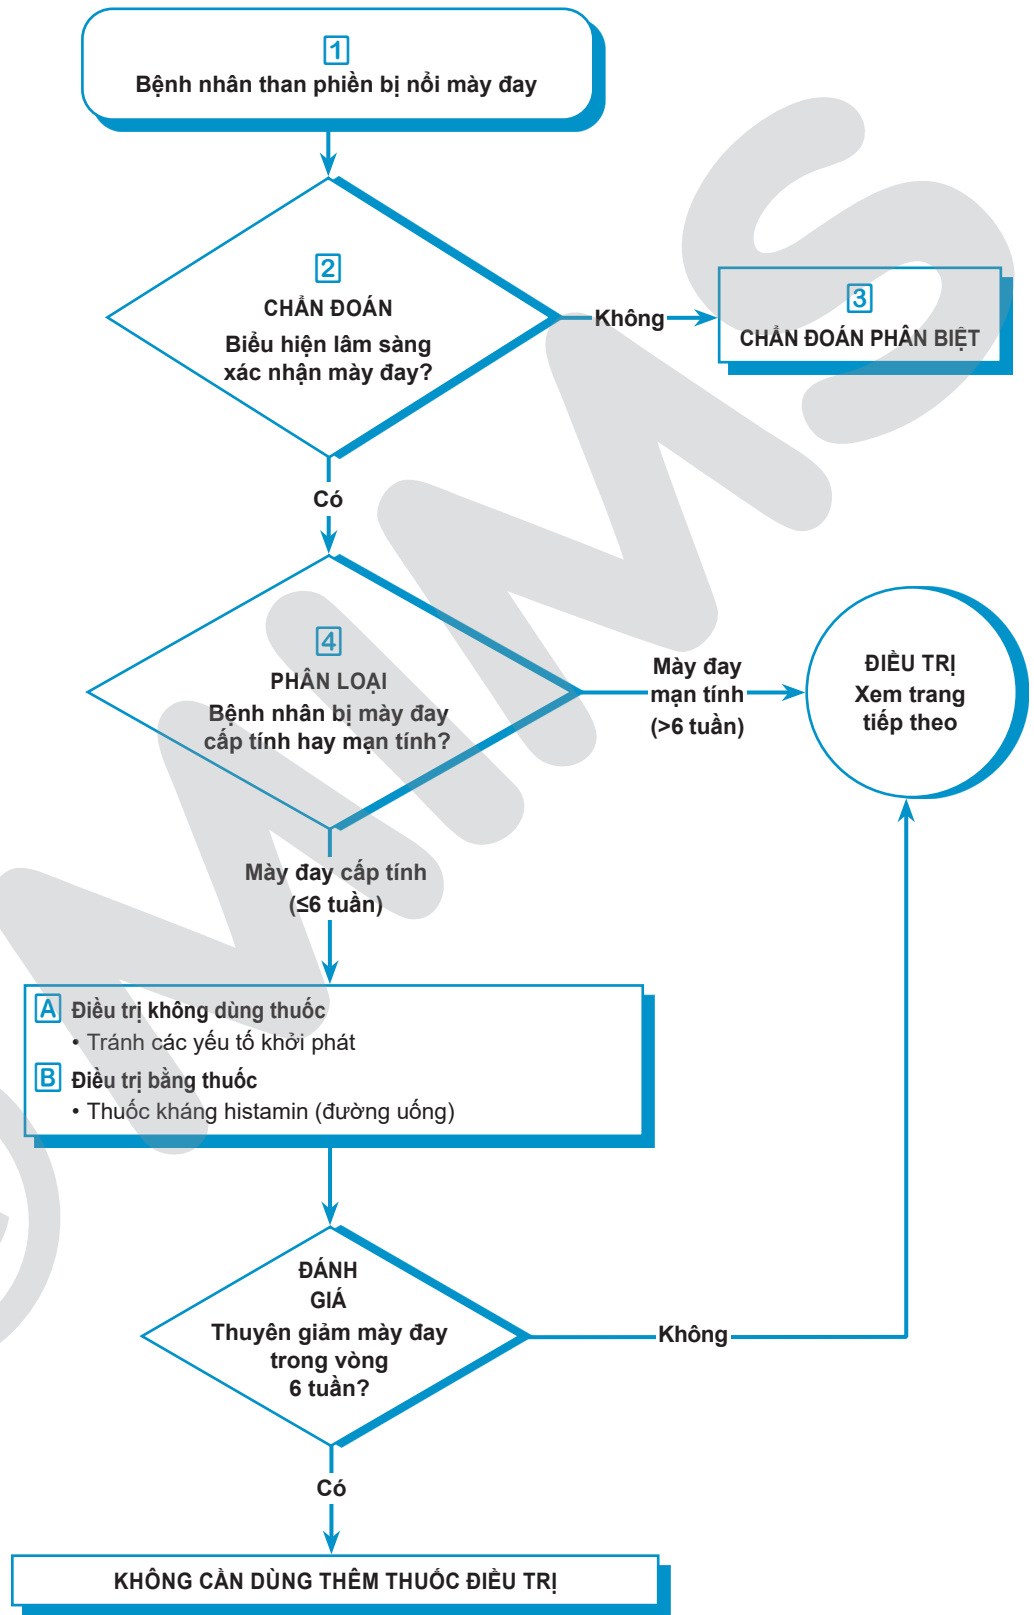 1
Bệnh nhân than phiền bị nổi mày đay
2
CHẨN ĐOÁN
Biểu hiện lâm sàng
xác nhận mày đay?
Không
3
CHẨN ĐOÁN PHÂN BIỆT
Có
4
PHÂN LOẠI
Bệnh nhân bị mày đay
cấp tính hay mạn tính?
Mày đay
mạn tính
(>6 tuần)
ĐIỀU TRỊ
Xem trang
tiếp theo
Mày đay cấp tính
(≤6 tuần)
A Điều trị không dùng thuốc
• Tránh các yếu tố khởi phát
B Điều trị bằng thuốc
• Thuốc kháng histamin (đường uống)
ĐÁNH
GIÁ
Thuyên giảm mày đay
trong vòng
6 tuần?
Không
Có
KHÔNG CẦN DÙNG THÊM THUỐC ĐIỀU TRỊ
©MIMS